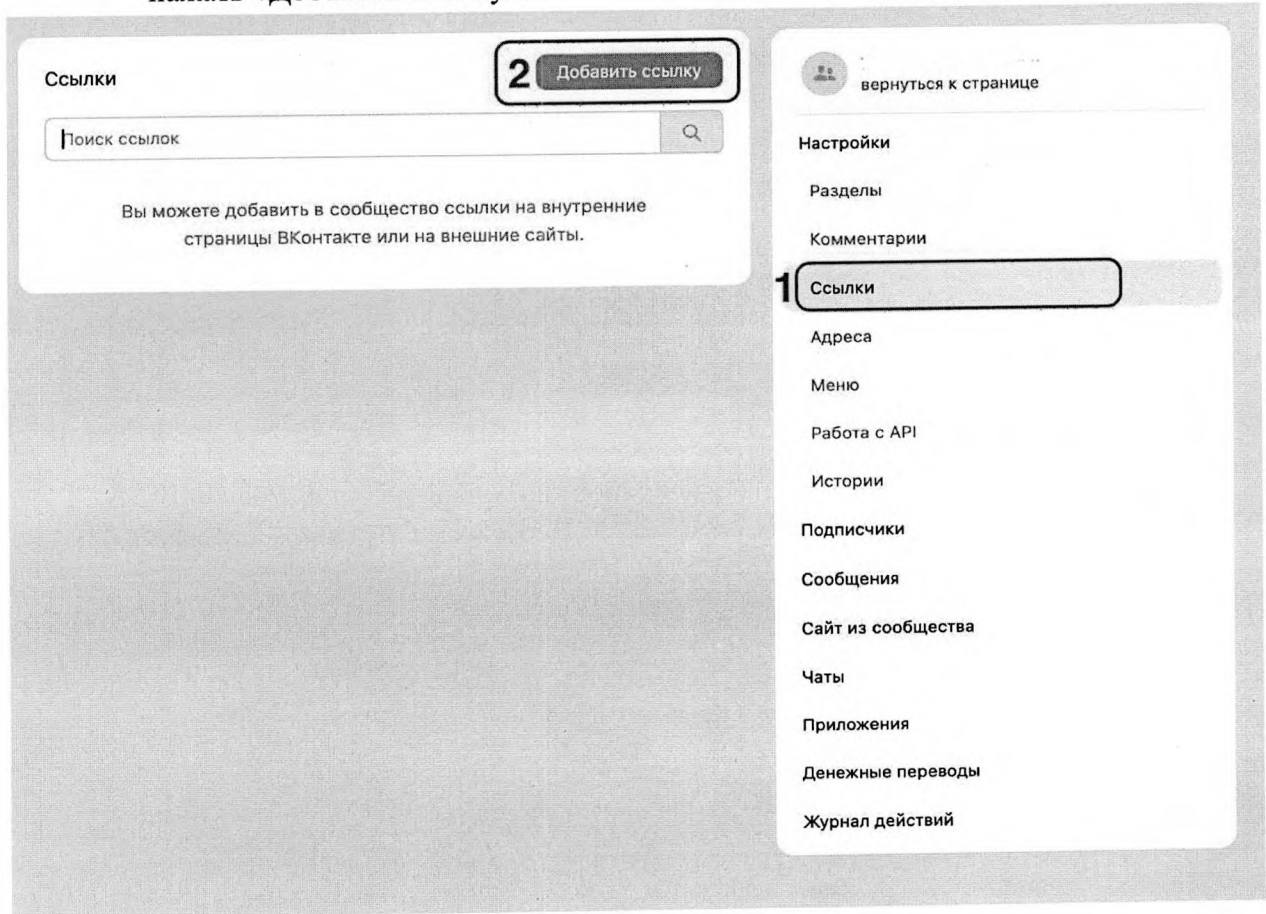 Ссылки
2 Добавить ссылку
Поиск ссылок
Вы можете добавить в сообщество ссылки на внутренние
страницы ВКонтакте или на внешние сайты.
вернуться к странице
Настройки
Разделы
Комментарии
1 Ссылки
Адреса
Меню
Работа с API
Истории
Подписчики
Сообщения
Сайт из сообщества
Чаты
Приложения
Денежные переводы
Журнал действий